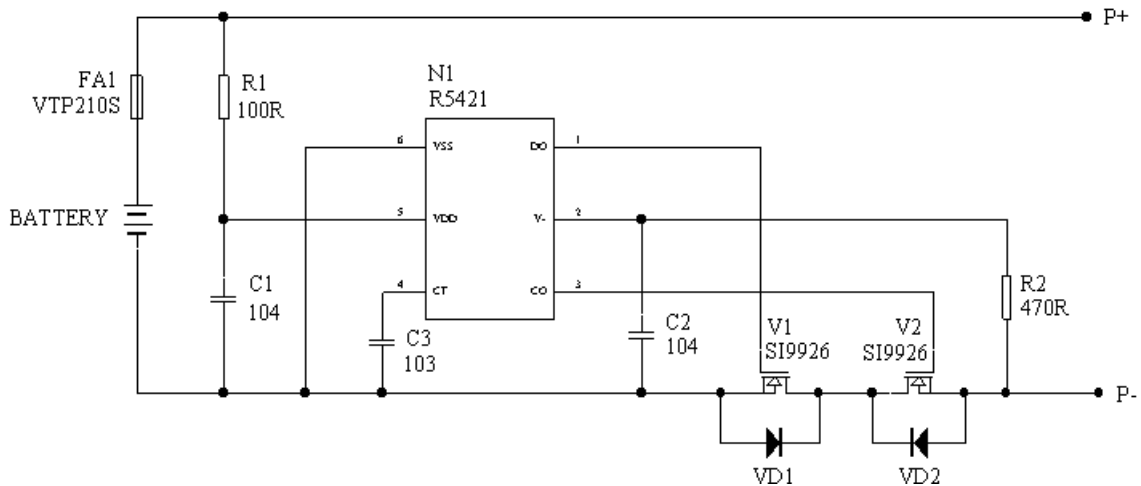 P+
FA1
VTP210S
R1
100R
N1
R5421
6
VSS
DO
1
BATTERY
5
VDD
V-
2
C1
104
4
CT
CO
3
C3
103
C2
104
V1
SI9926
V2
SI9926
R2
470R
P-
VD1
VD2